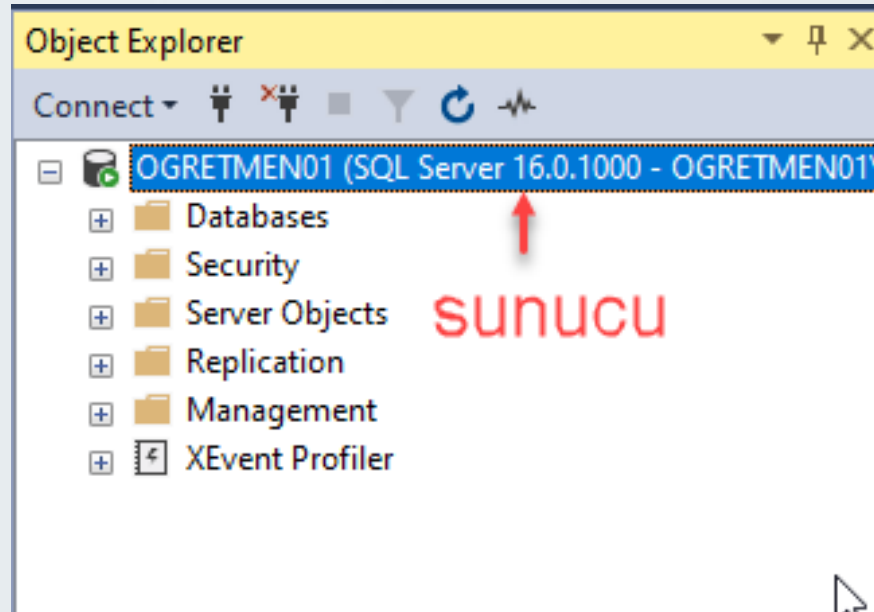 Object Explorer
Connect
OGRETMEN01 (SQL Server 16.0.1000 - OGRETMEN01\
Databases
Security
sunucu
Server Objects
Replication
Management
XEvent Profiler